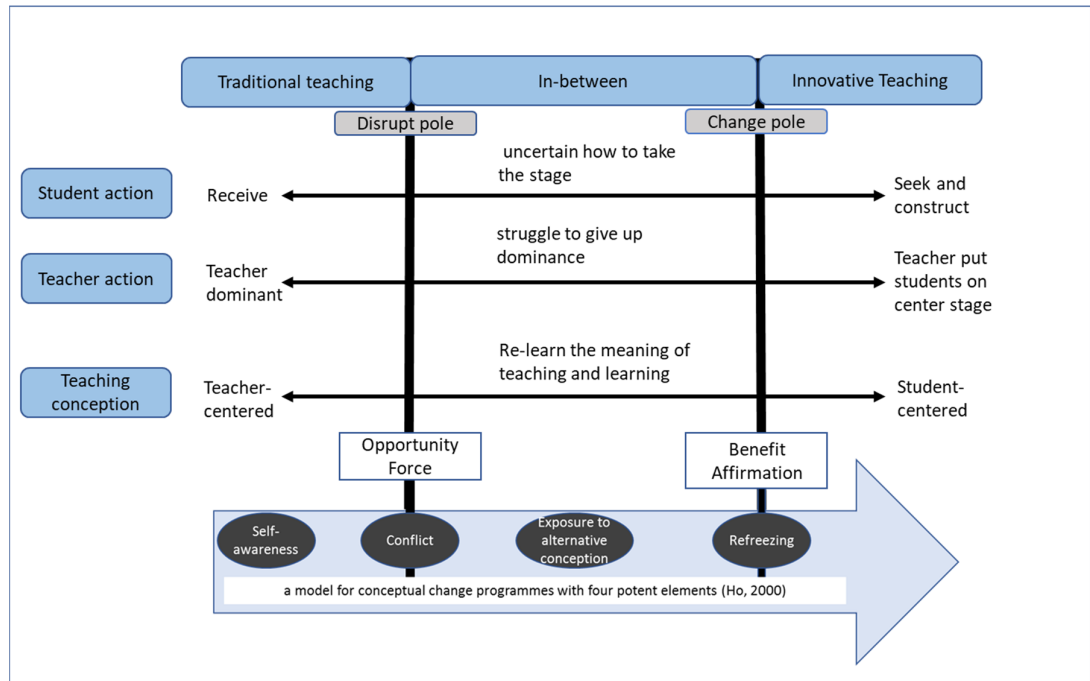 Traditional teaching
In-between
Innovative Teaching
Disrupt pole
Change pole
Student action
Receive
uncertain how to take
the stage
Seek and
construct
Teacher action
Teacher
dominant
struggle to give up
dominance
Teacher put
students on
center stage
Teaching
conception
Teacher-
centered
Re-learn the meaning of
teaching and learning
Student-
centered
Opportunity
Force
Benefit
Affirmation
Self-
awareness
Conflict
Exposure to
alternative
conception
Refreezing
a model for conceptual change programmes with four potent elements (Ho, 2000)